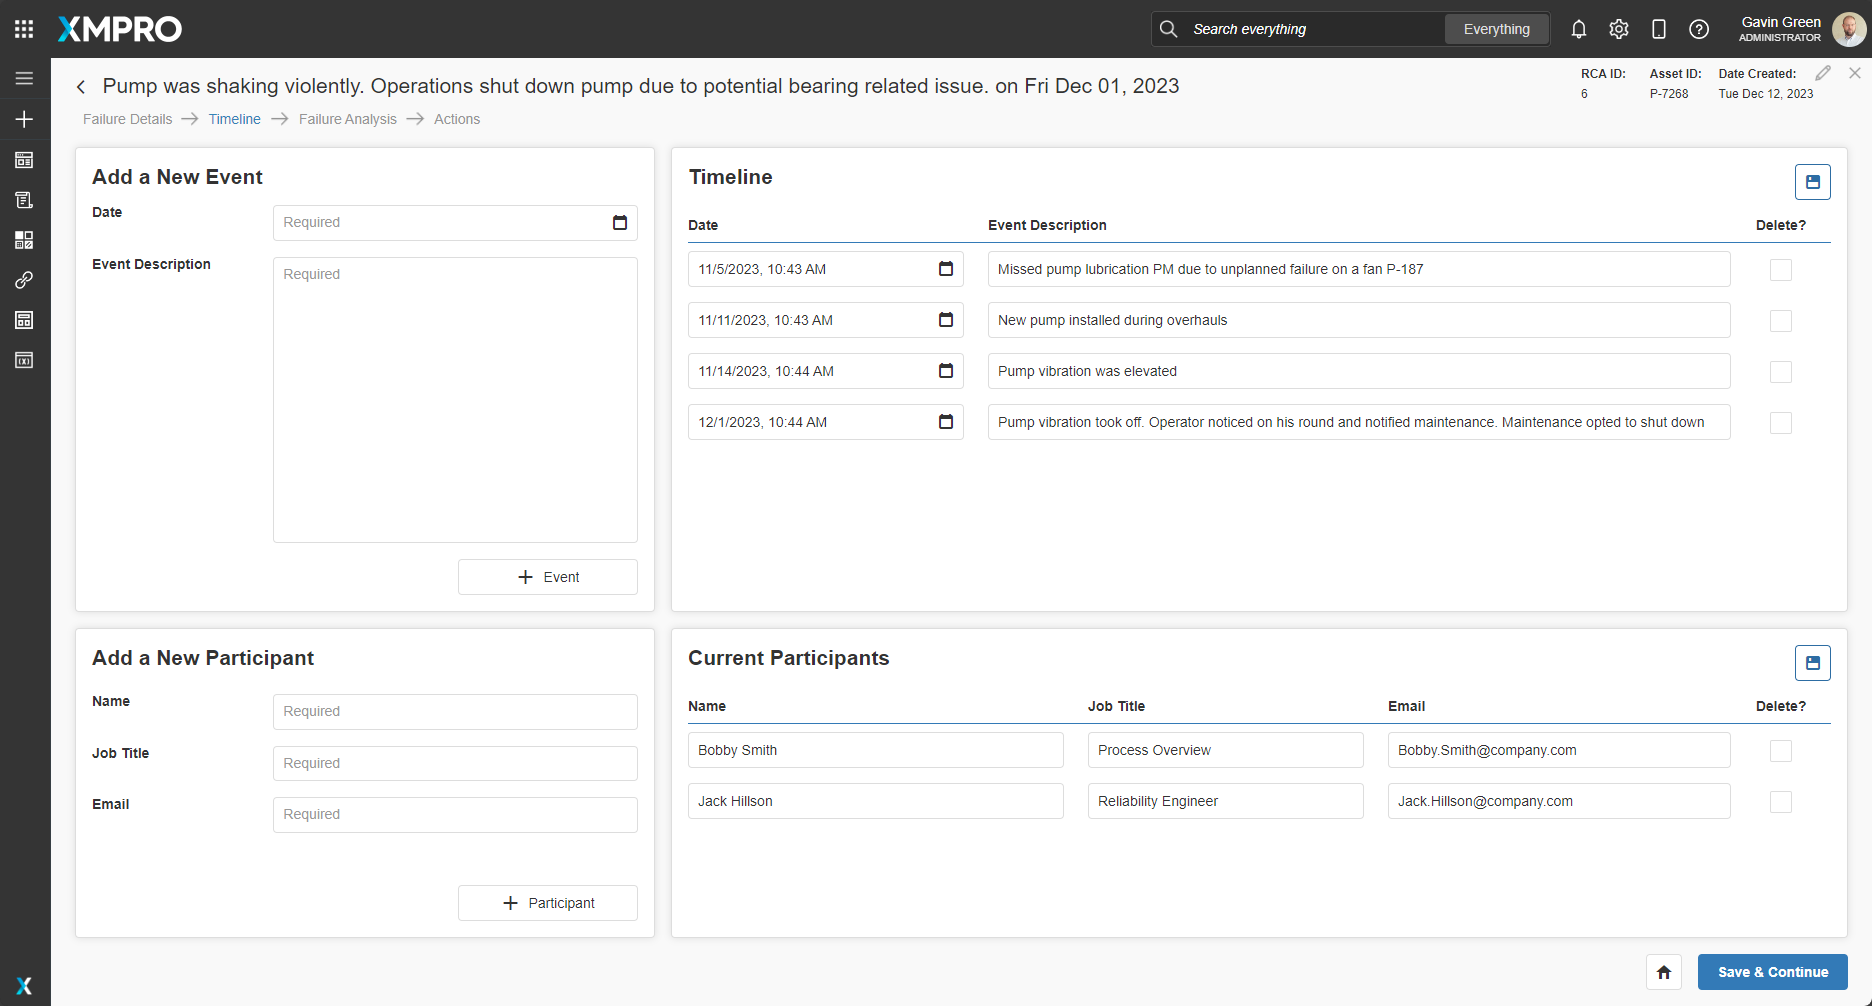 XMPRO
Search everything
Everything
Gavin Green
ADMINISTRATOR
Pump was shaking violently. Operations shut down pump due to potential bearing related issue. on Fri Dec 01, 2023
RCA ID:
6
Asset ID:
P-7268
Date Created:
Tue Dec 12, 2023
Failure Details
Timeline
Failure Analysis
Actions
Add a New Event
Date
Required
Event Description
Required
Event
Timeline
Date Event Description Delete?
11/5/2023, 10:43 AM Missed pump lubrication PM due to unplanned failure on a fan P-187
11/11/2023, 10:43 AM New pump installed during overhauls
11/14/2023, 10:44 AM Pump vibration was elevated
12/1/2023, 10:44 AM Pump vibration took off. Operator noticed on his round and notified maintenance. Maintenance opted to shut down
Add a New Participant
Name
Required
Job Title
Required
Email
Required
Participant
Current Participants
Name Job Title Email Delete?
Bobby Smith Process Overview Bobby.Smith@company.com
Jack Hillson Reliability Engineer Jack.Hillson@company.com
Save & Continue